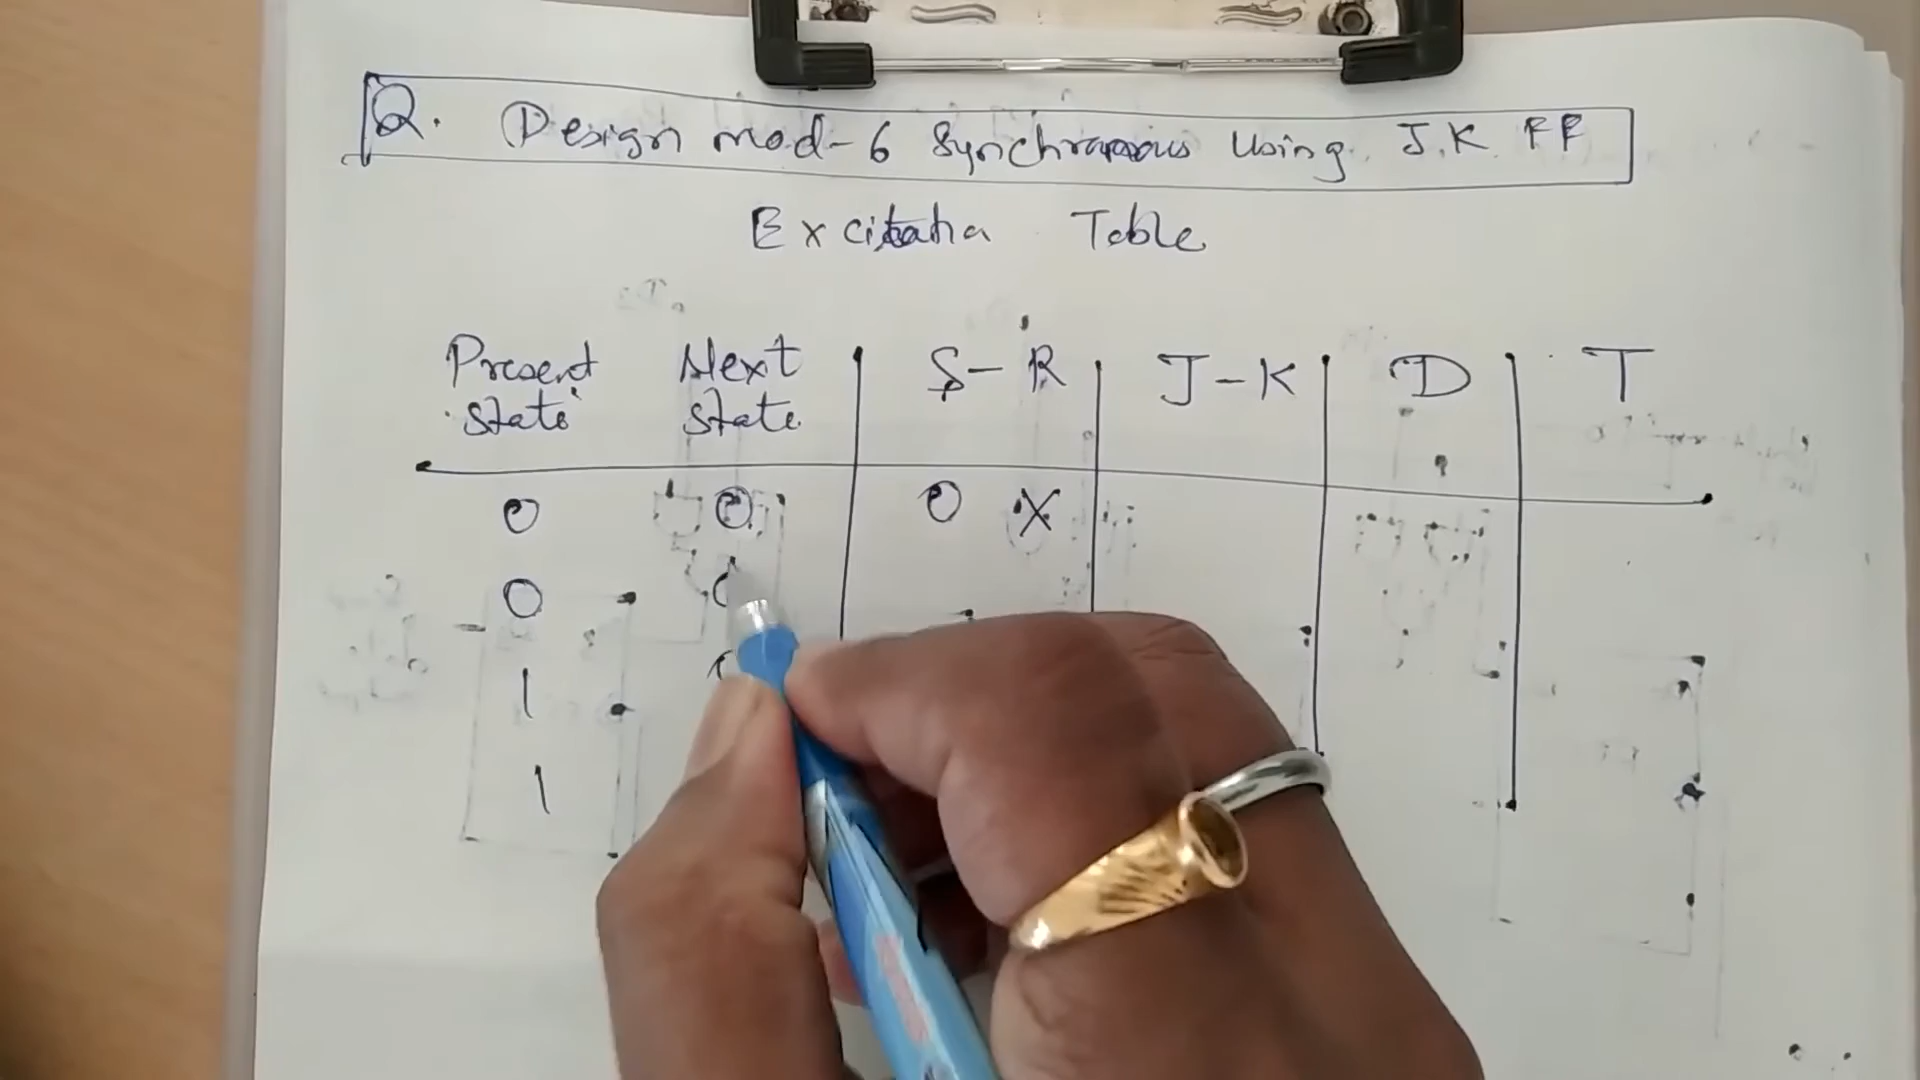 Q. Design mod-6 Synchronous Using J.K FF
Excitation Table
Present Next S-R J-K D T
state state
0 0 0 X
0
1
1